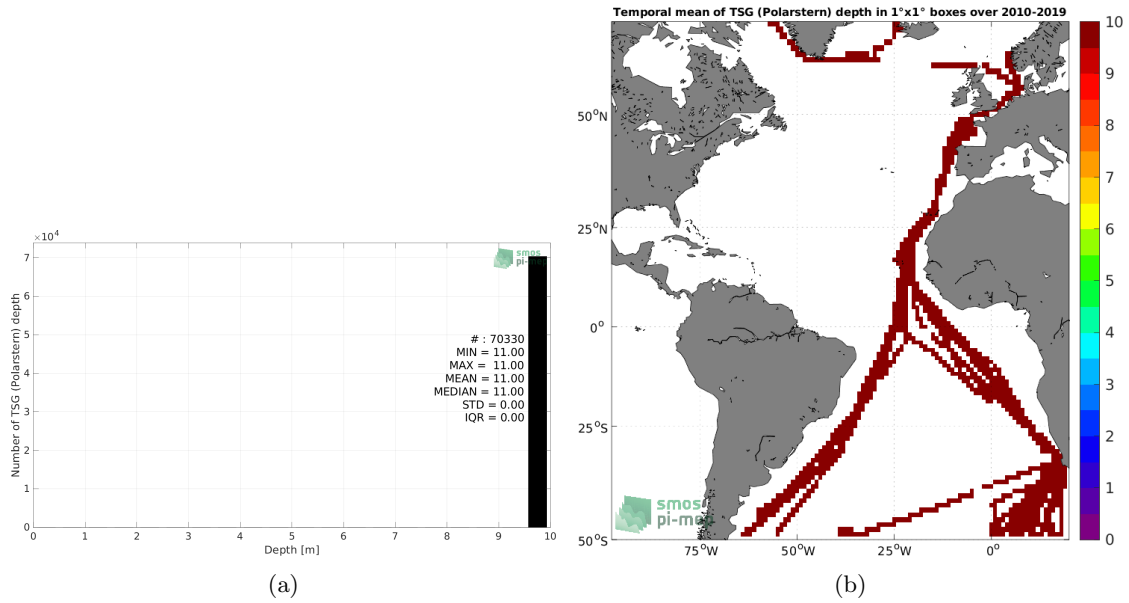 ×10⁴
7
6
5
4
3
2
1
0
Number of TSG (Polarstern) depth
smos
pi-mep
# : 70330
MIN = 11.00
MAX = 11.00
MEAN = 11.00
MEDIAN = 11.00
STD = 0.00
IQR = 0.00
0 1 2 3 4 5 6 7 8 9 10
Depth [m]
(a)
Temporal mean of TSG (Polarstern) depth in 1°x1° boxes over 2010-2019
50°N
25°N
0°
25°S
50°S
75°W 50°W 25°W 0°
smos
pi-mep
10
9
8
7
6
5
4
3
2
1
0
(b)